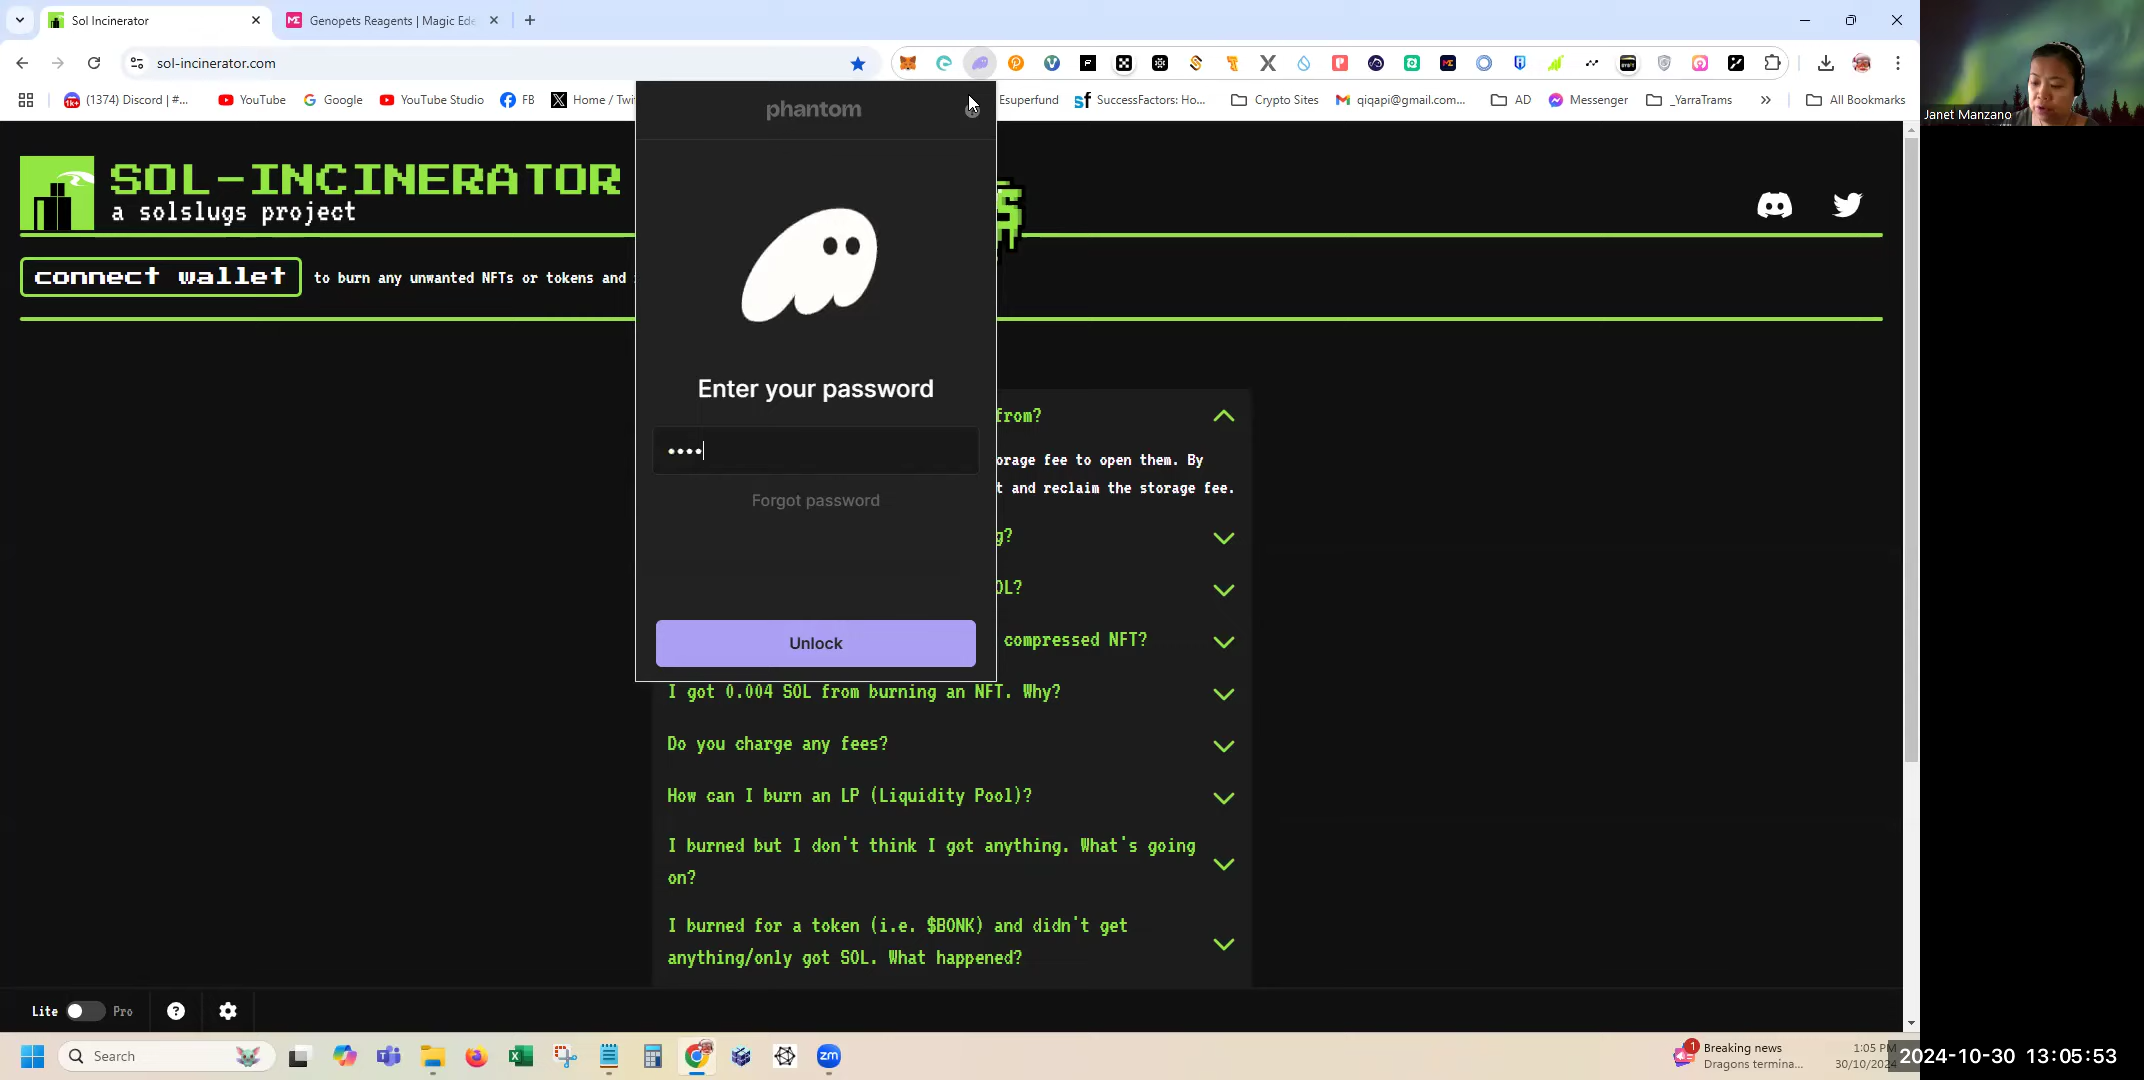 Sol Incinerator
Genopets Reagents | Magic Ede
sol-incinerator.com
(1374) Discord | #...
YouTube
Google
YouTube Studio
FB
Home / Twi
Esuperfund
SuccessFactors: Ho...
Crypto Sites
qiqapi@gmail.com...
AD
Messenger
_YarraTrams
All Bookmarks
Janet Manzano
phantom
SOL-INCINERATOR
a solslugs project
connect wallet
to burn any unwanted NFTs or tokens and
Enter your password
••••
Forgot password
Unlock
from?
orage fee to open them. By
t and reclaim the storage fee.
g?
OL?
compressed NFT?
I got 0.004 SOL from burning an NFT. Why?
Do you charge any fees?
How can I burn an LP (Liquidity Pool)?
I burned but I don't think I got anything. What's going
on?
I burned for a token (i.e. $BONK) and didn't get
anything/only got SOL. What happened?
Lite
Pro
Search
1
Breaking news
Dragons termina...
1:05 PM
30/10/2024
2024-10-30 13:05:53